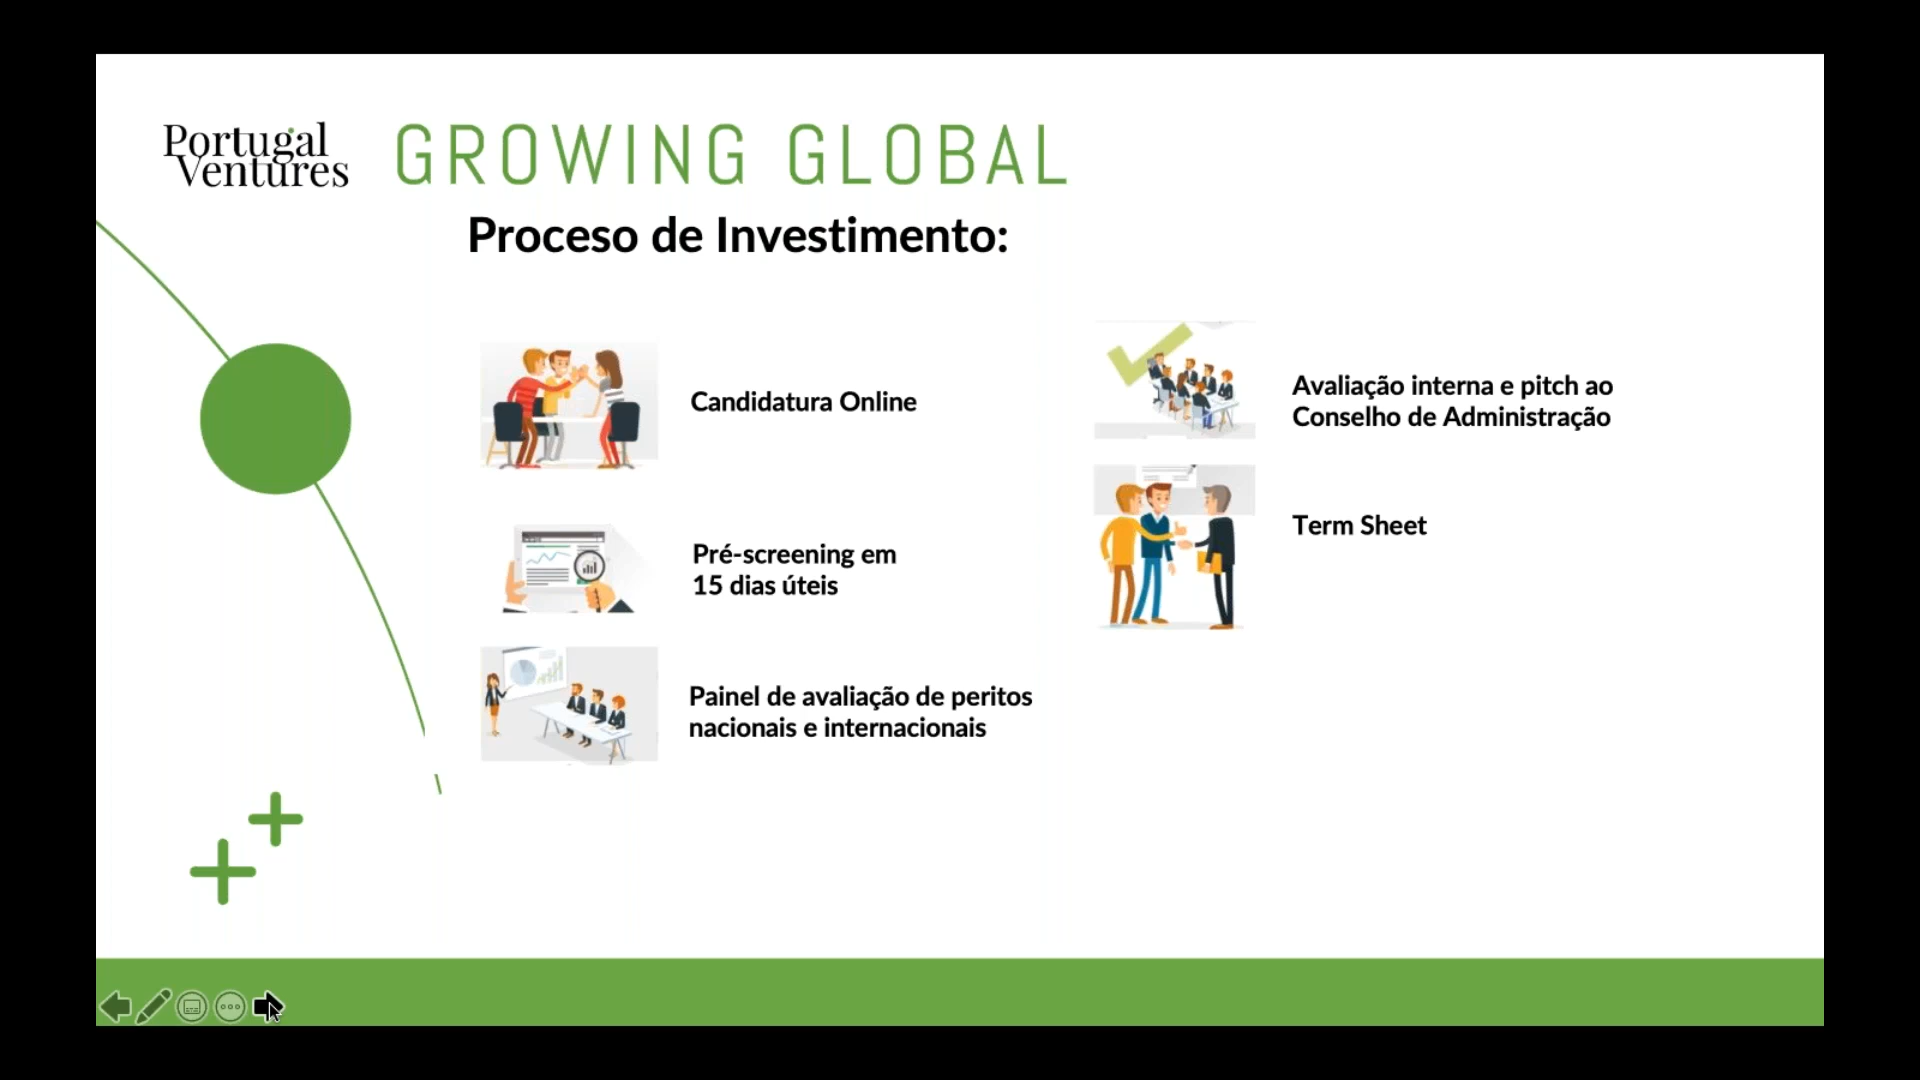 Portugal
Ventures
GROWING GLOBAL
Proceso de Investimento:
Candidatura Online
Pré-screening em
15 dias úteis
Painel de avaliação de peritos
nacionais e internacionais
Avaliação interna e pitch ao
Conselho de Administração
Term Sheet